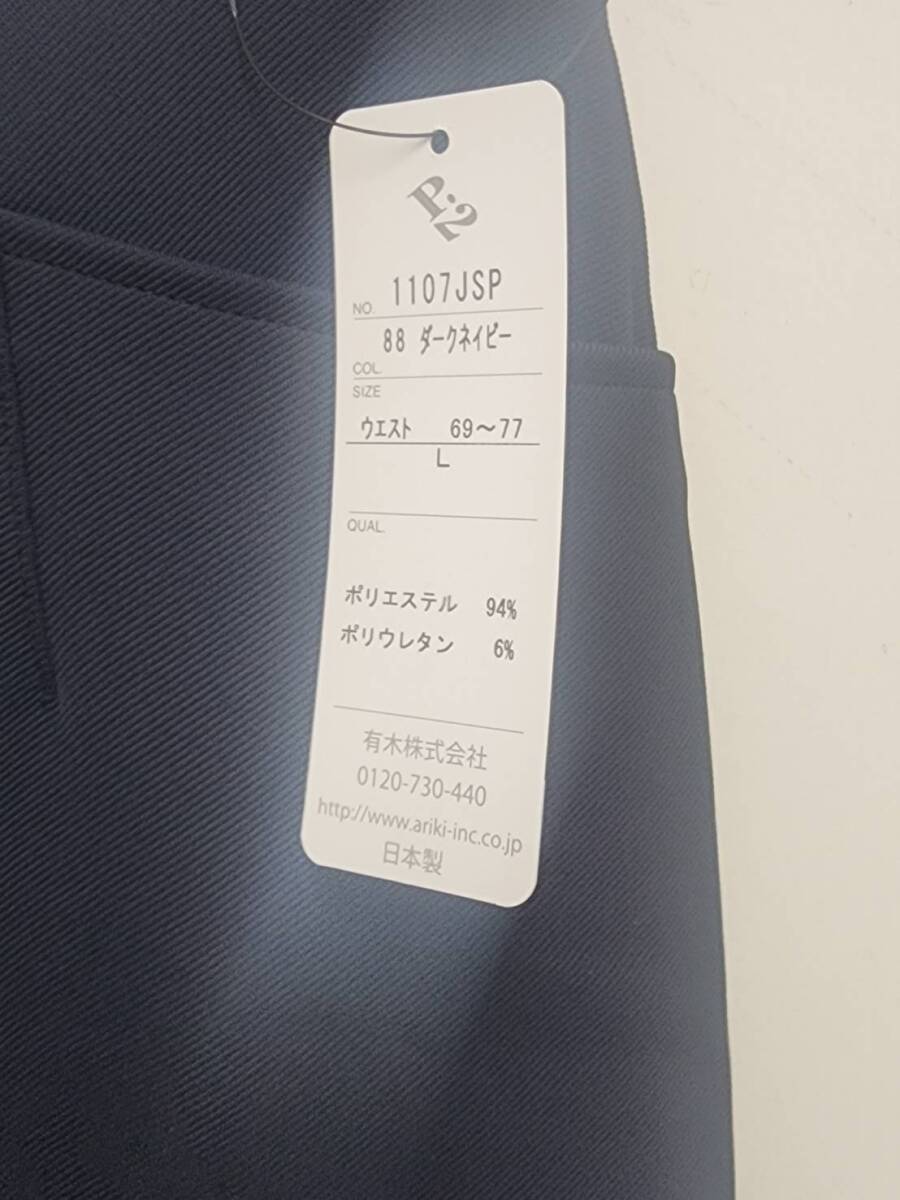 P:2
NO. 1107JSP
COL. 88 ダークネイビー
SIZE
ウエスト 69～77
L
QUAL.
ポリエステル 94%
ポリウレタン 6%
有木株式会社
0120-730-440
http://www.ariki-inc.co.jp
日本製